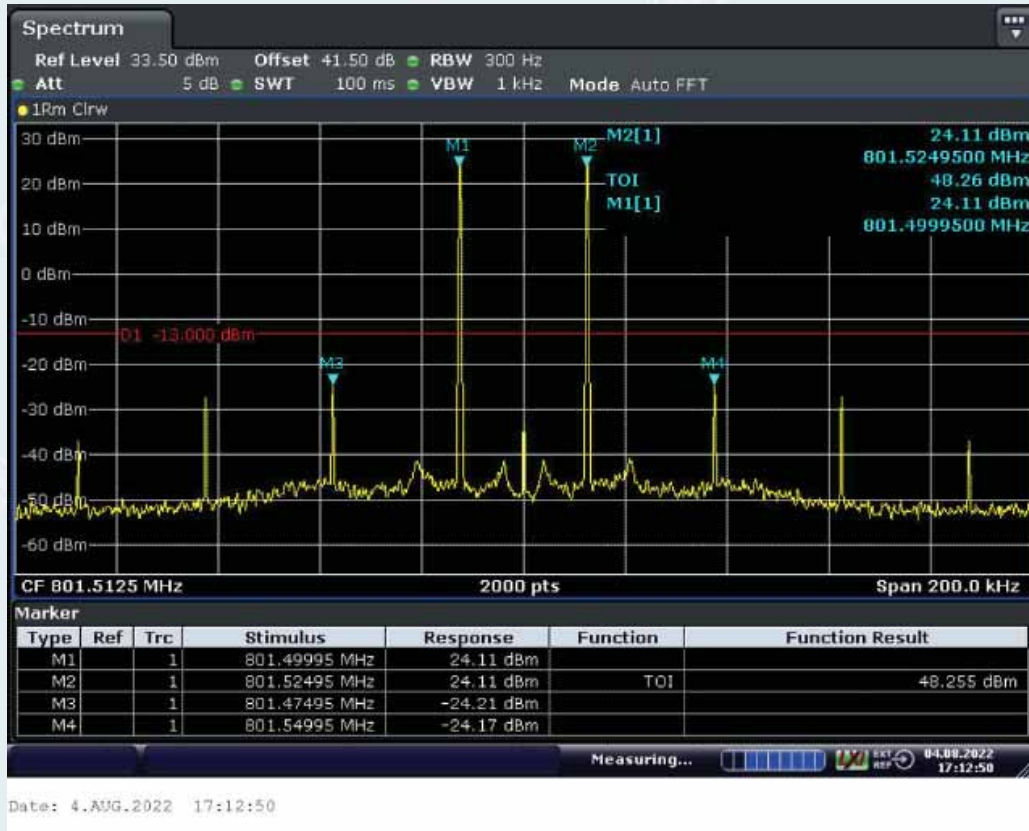 Spectrum
Ref Level 33.50 dBm Offset 41.50 dB RBW 300 Hz
Att 5 dB SWT 100 ms VBW 1 kHz Mode Auto FFT
1Rm Clrw
30 dBm
M1
M2
M2[1] 24.11 dBm
801.5249500 MHz
20 dBm
TOI 48.26 dBm
M1[1] 24.11 dBm
10 dBm
801.4999500 MHz
0 dBm
-10 dBm
D1 -13.000 dBm
-20 dBm
M3
M4
-30 dBm
-40 dBm
-50 dBm
-60 dBm
CF 801.5125 MHz 2000 pts Span 200.0 kHz
Marker
Type Ref Trc Stimulus Response Function Function Result
M1 1 801.49995 MHz 24.11 dBm
M2 1 801.52495 MHz 24.11 dBm TOI 48.255 dBm
M3 1 801.47495 MHz -24.21 dBm
M4 1 801.54995 MHz -24.17 dBm
Measuring... LXI EXT REF 04.08.2022
17:12:50
Date: 4.AUG.2022 17:12:50